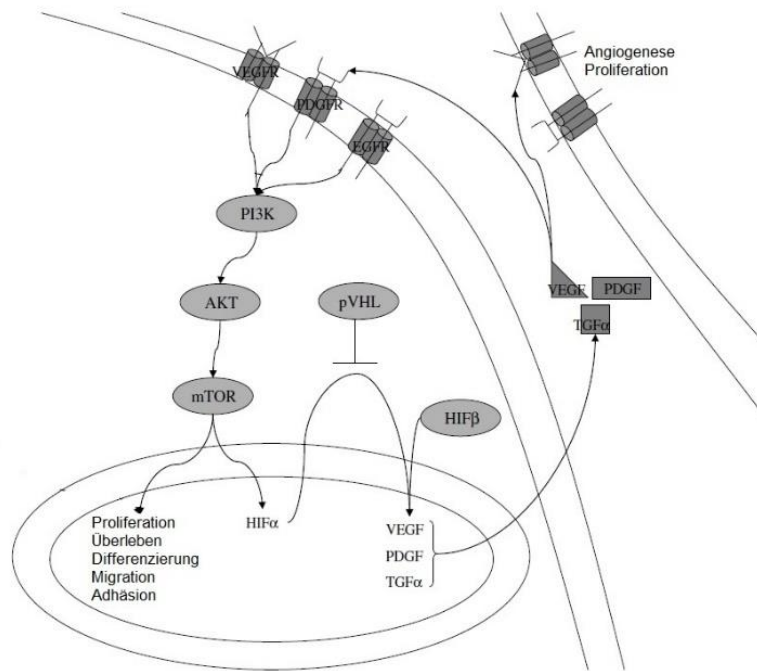 VEGFR
PDGFR
EGFR
Angiogenese
Proliferation
PI3K
AKT
pVHL
VEGF
PDGF
TGFα
mTOR
HIFβ
Proliferation
Überleben
Differenzierung
Migration
Adhäsion
HIFα
VEGF
PDGF
TGFα